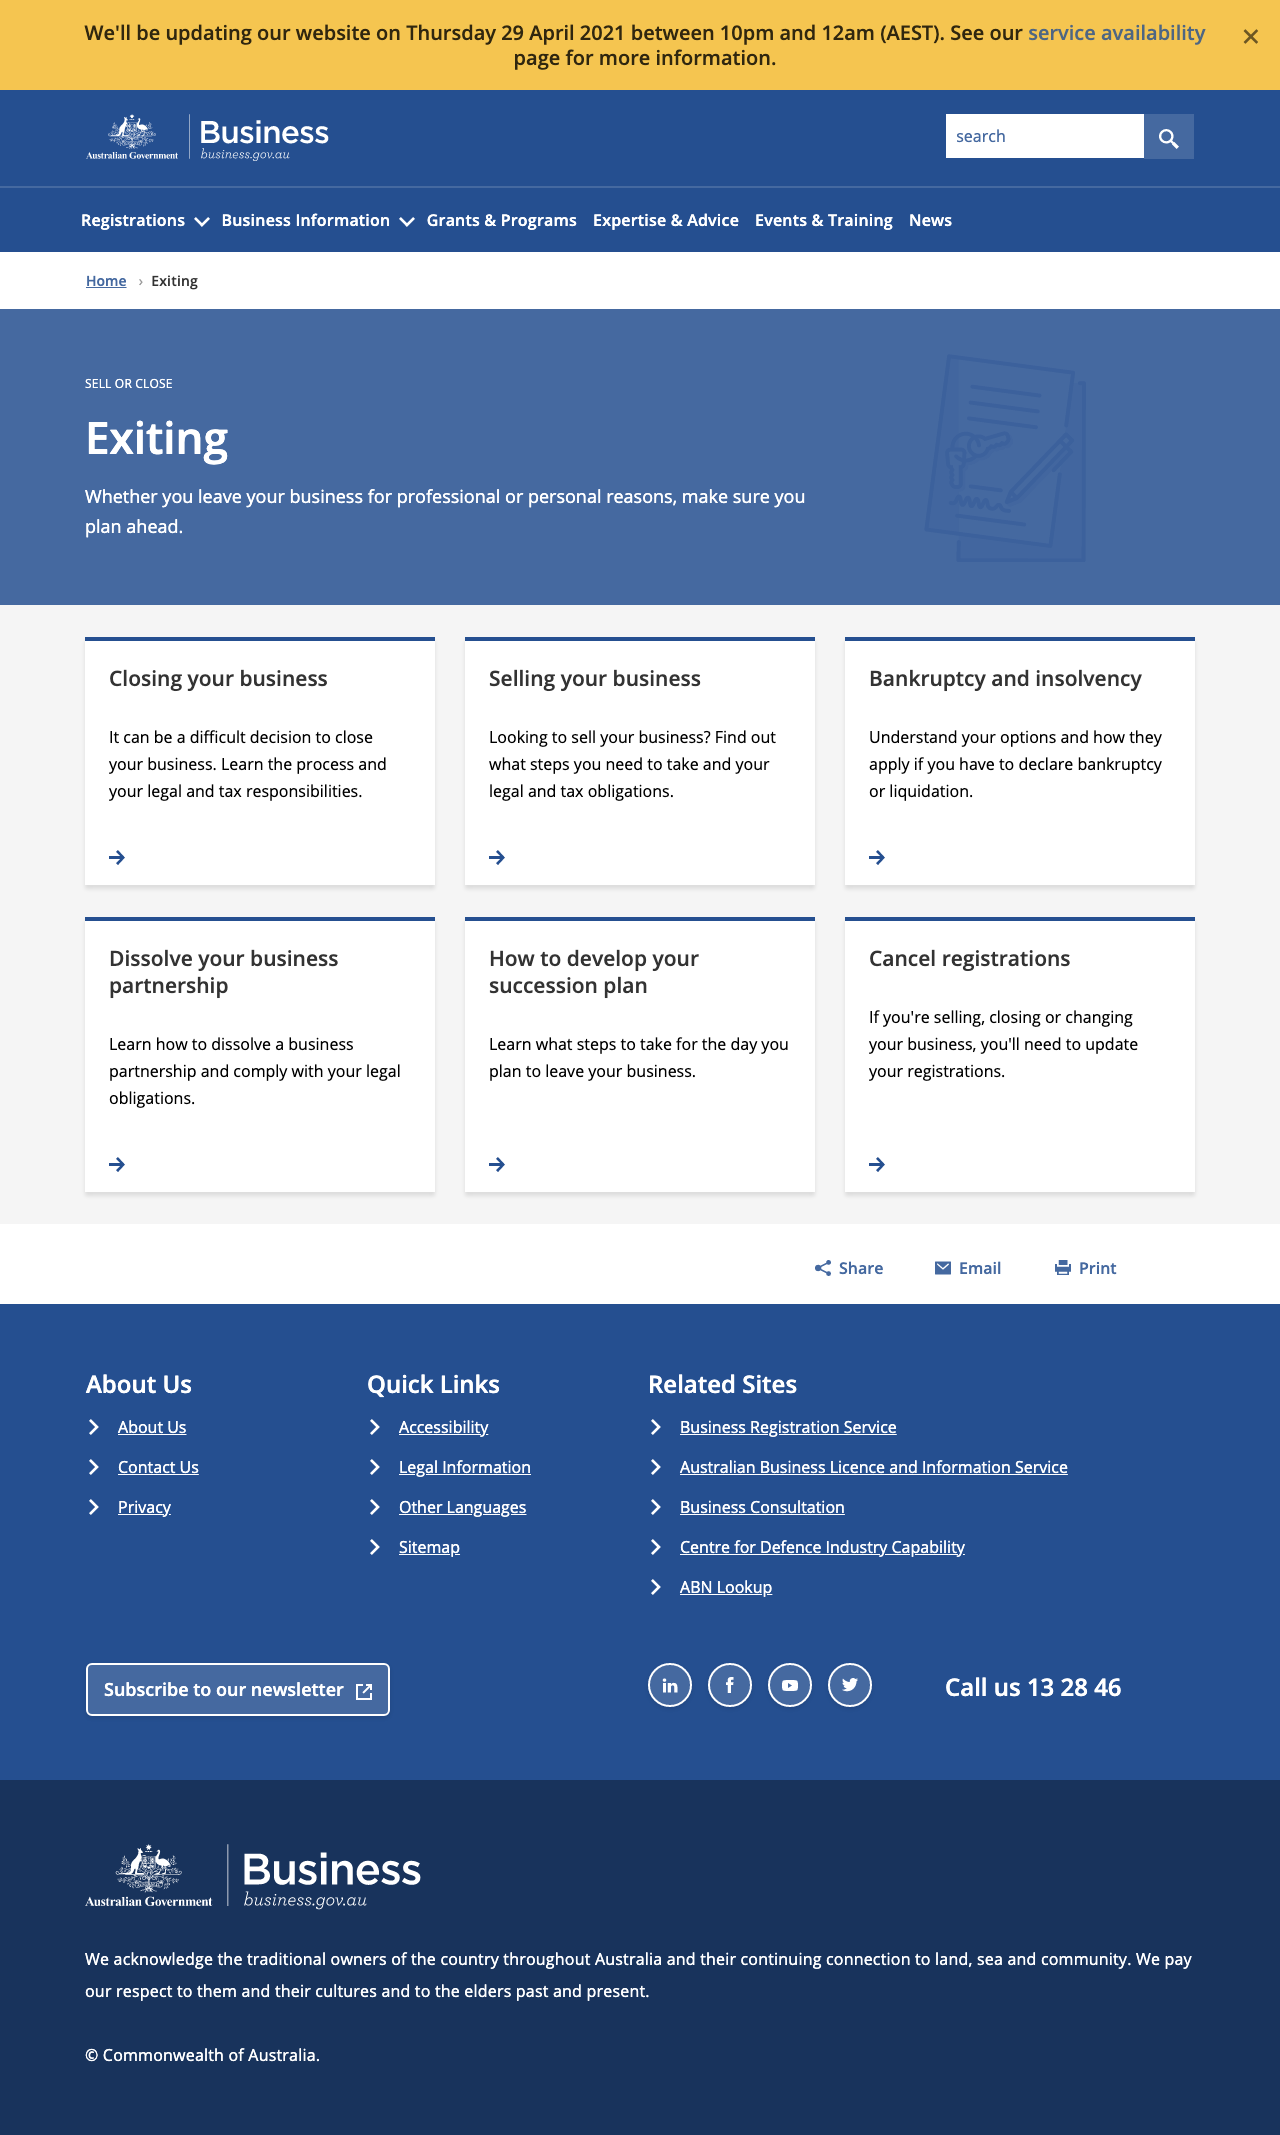 We'll be updating our website on Thursday 29 April 2021 between 10pm and 12am (AEST). See our service availability
page for more information.
Australian Government
Business
business.gov.au
search
Registrations Business Information Grants & Programs Expertise & Advice Events & Training News
Home › Exiting
SELL OR CLOSE
Exiting
Whether you leave your business for professional or personal reasons, make sure you
plan ahead.
Closing your business
It can be a difficult decision to close
your business. Learn the process and
your legal and tax responsibilities.
Selling your business
Looking to sell your business? Find out
what steps you need to take and your
legal and tax obligations.
Bankruptcy and insolvency
Understand your options and how they
apply if you have to declare bankruptcy
or liquidation.
Dissolve your business
partnership
Learn how to dissolve a business
partnership and comply with your legal
obligations.
How to develop your
succession plan
Learn what steps to take for the day you
plan to leave your business.
Cancel registrations
If you're selling, closing or changing
your business, you'll need to update
your registrations.
Share Email Print
About Us
About Us
Contact Us
Privacy
Quick Links
Accessibility
Legal Information
Other Languages
Sitemap
Related Sites
Business Registration Service
Australian Business Licence and Information Service
Business Consultation
Centre for Defence Industry Capability
ABN Lookup
Subscribe to our newsletter
Call us 13 28 46
Australian Government
Business
business.gov.au
We acknowledge the traditional owners of the country throughout Australia and their continuing connection to land, sea and community. We pay
our respect to them and their cultures and to the elders past and present.
© Commonwealth of Australia.